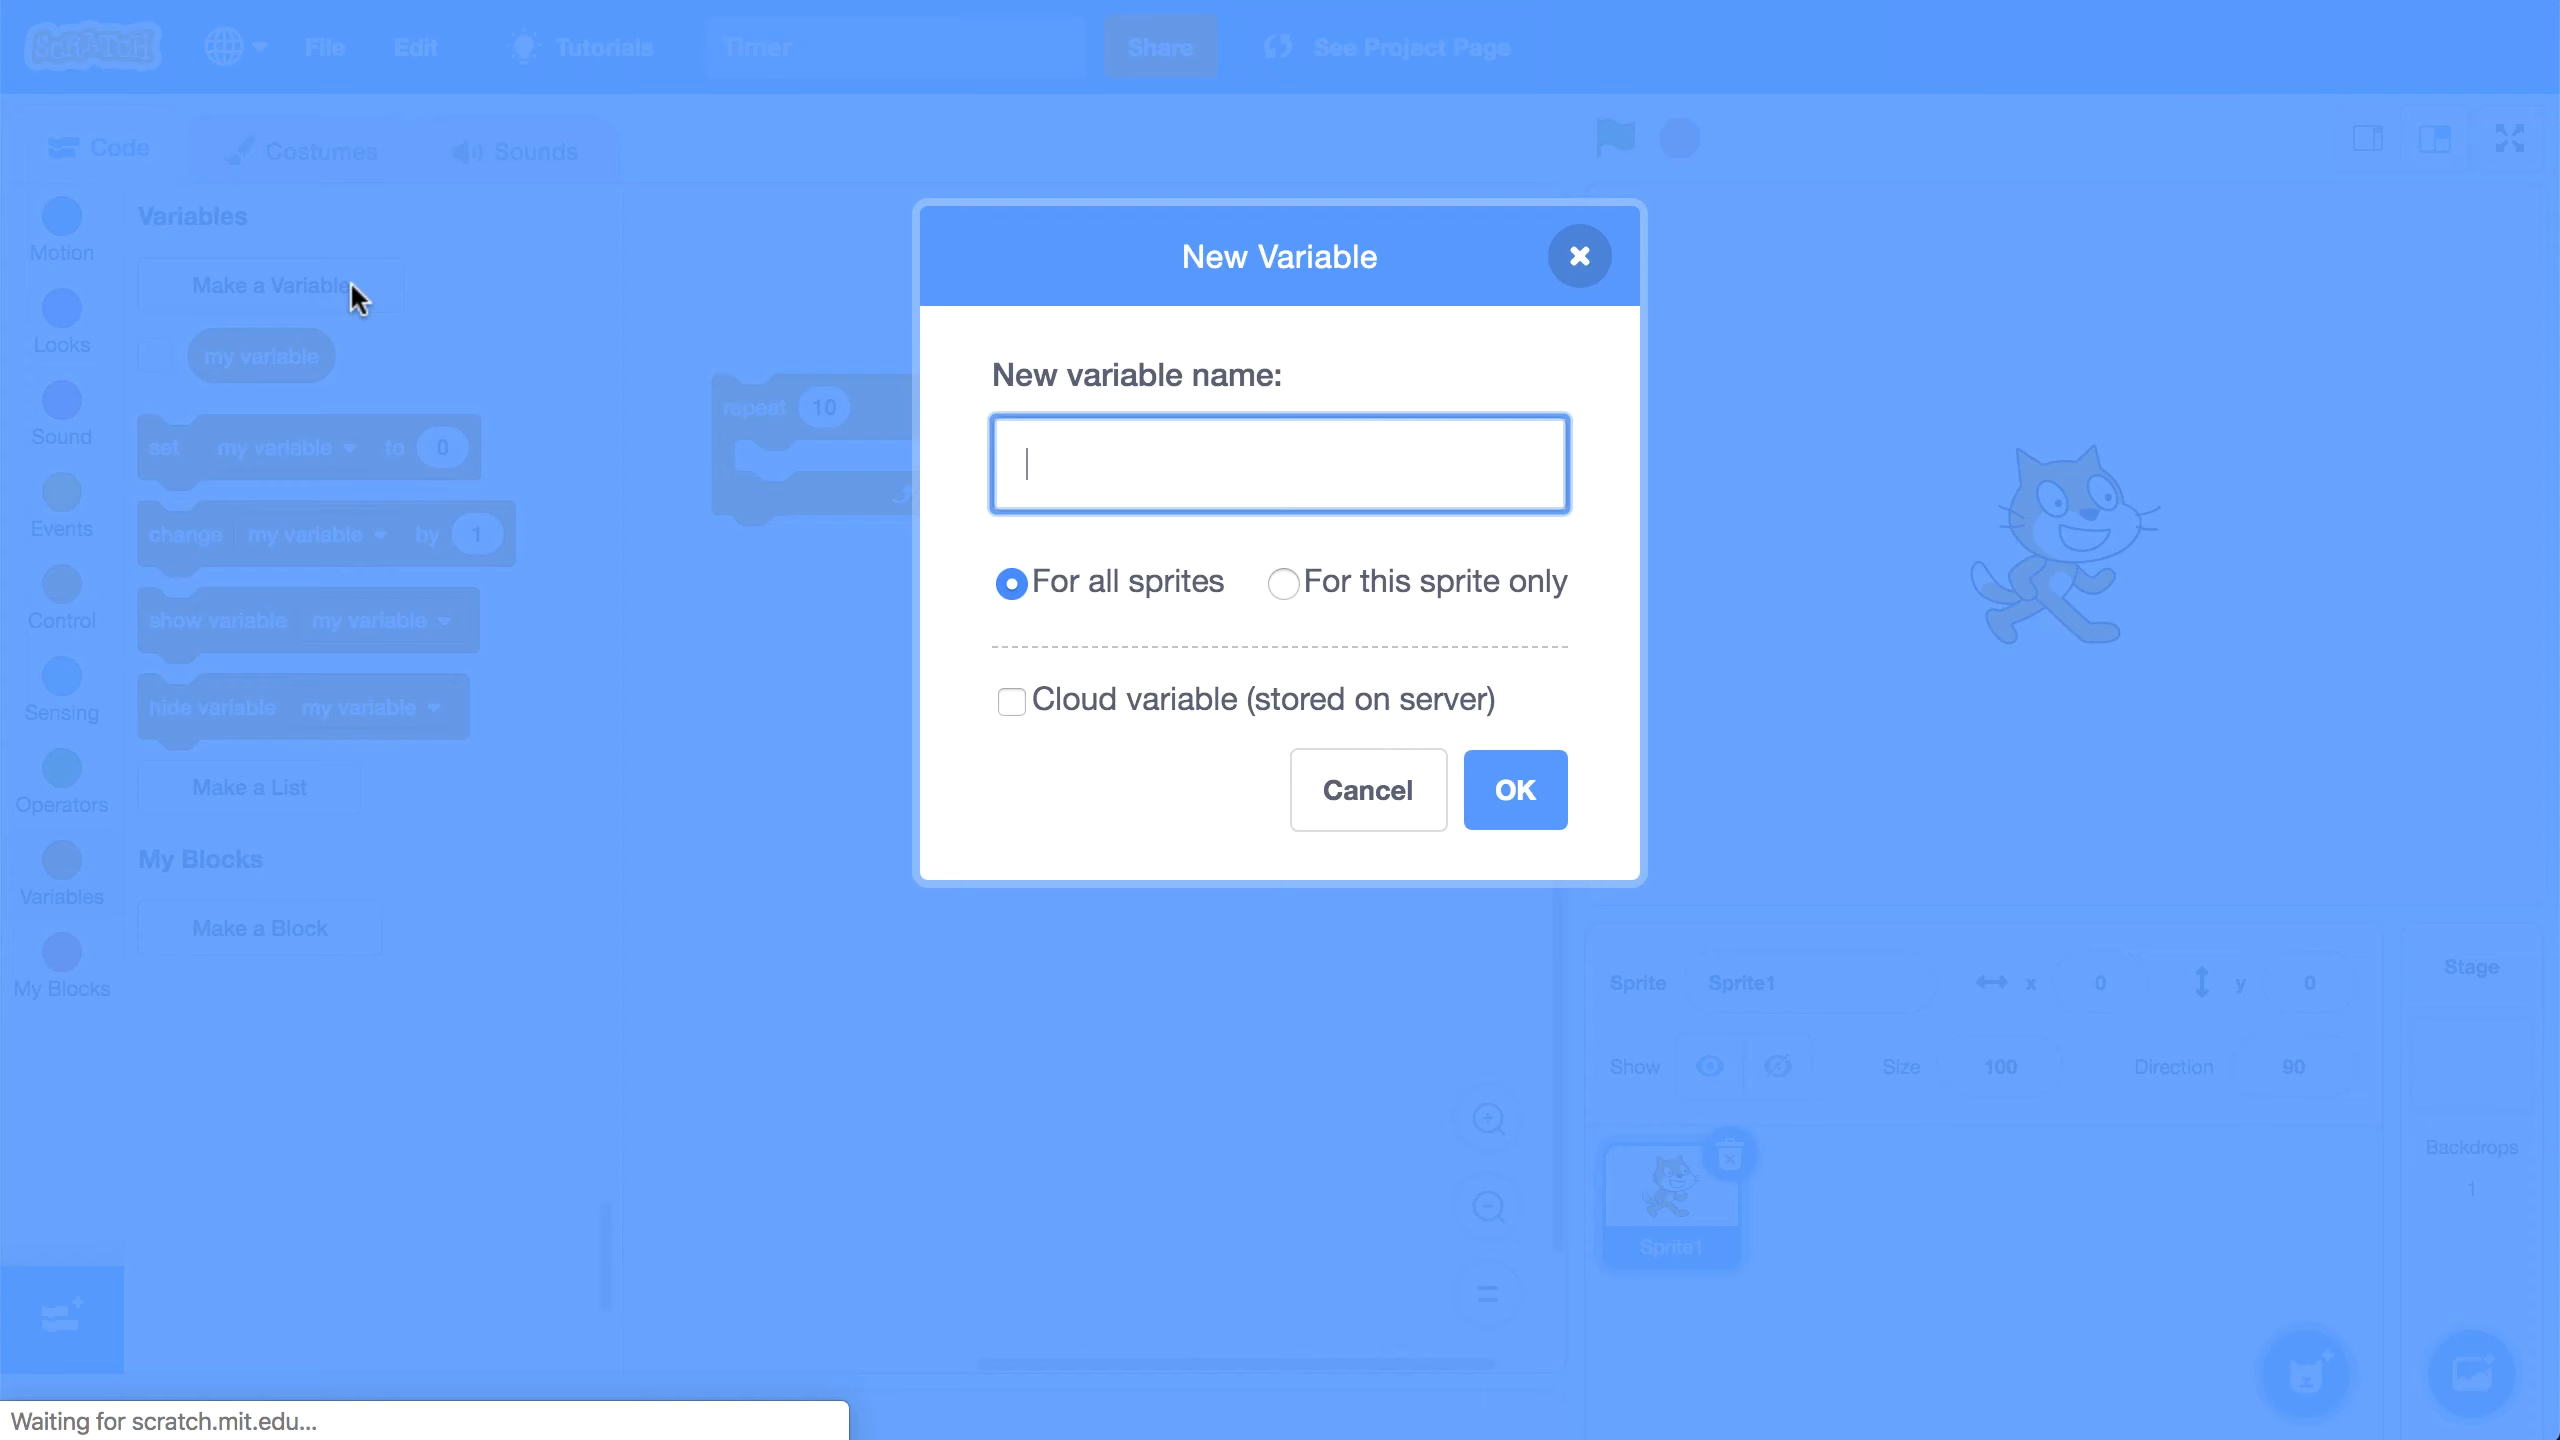 SCRATCH
File
Edit
Tutorials
Timer
Share
See Project Page
Code
Costumes
Sounds
Motion
Looks
Sound
Events
Control
Sensing
Operators
Variables
My Blocks
Variables
Make a Variable
my variable
set my variable to 0
change my variable by 1
show variable my variable
hide variable my variable
Make a List
My Blocks
Make a Block
repeat 10
New Variable
New variable name:
For all sprites
For this sprite only
Cloud variable (stored on server)
Cancel
OK
Sprite
Sprite1
x
0
y
0
Show
Size
100
Direction
90
Sprite1
Stage
Backdrops
1
Waiting for scratch.mit.edu...